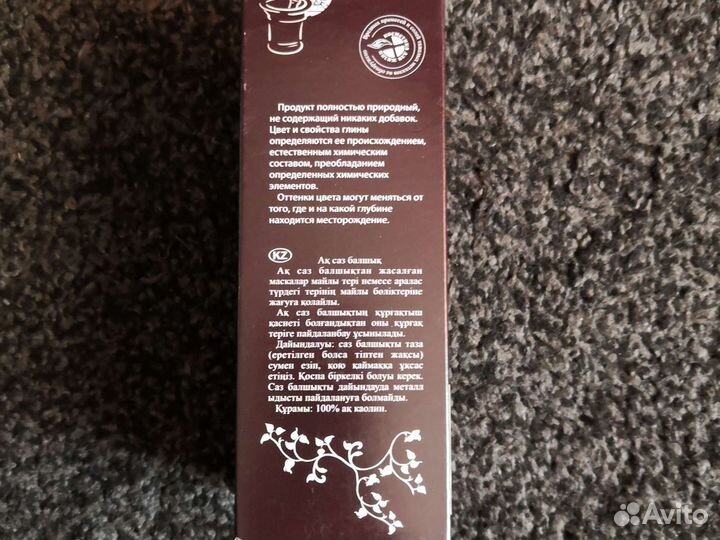 Продукт полностью природный,
не содержащий никаких добавок.
Цвет и свойства глины
определяются ее происхождением,
естественным химическим
составом, преобладанием
определенных химических
элементов.
Оттенки цвета могут меняться от
того, где и на какой глубине
находится месторождение.
KZ Ақ саз балшық
Ақ саз балшықтан жасалған
маскалар майлы тері немесе аралас
түрдегі терінің майлы бөліктеріне
жағуға қолайлы.
Ақ саз балшықтың құрғақтыш
қасиеті болғандықтан оны құрғақ
теріге пайдаланбау ұсынылады.
Дайындалуы: саз балшықты таза
(еретілген болса тіптен жақсы)
сумен езіп, қою қаймаққа ұқсас
етіңіз. Қоспа біркелкі болуы керек.
Саз балшықты дайындауда металл
ыдысты пайдалануға болмайды.
Құрамы: 100% ақ каолин.
Avito